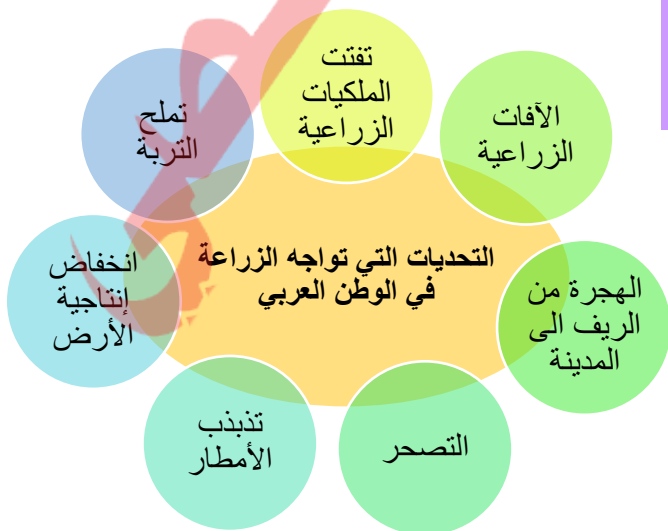 التحديات التي تواجه الزراعة
في الوطن العربي
تفتت
الملكيات
الزراعية
الآفات
الزراعية
الهجرة من
الريف الى
المدينة
التصحر
تذبذب
الأمطار
انخفاض
إنتاجية
الأرض
تملح
التربة